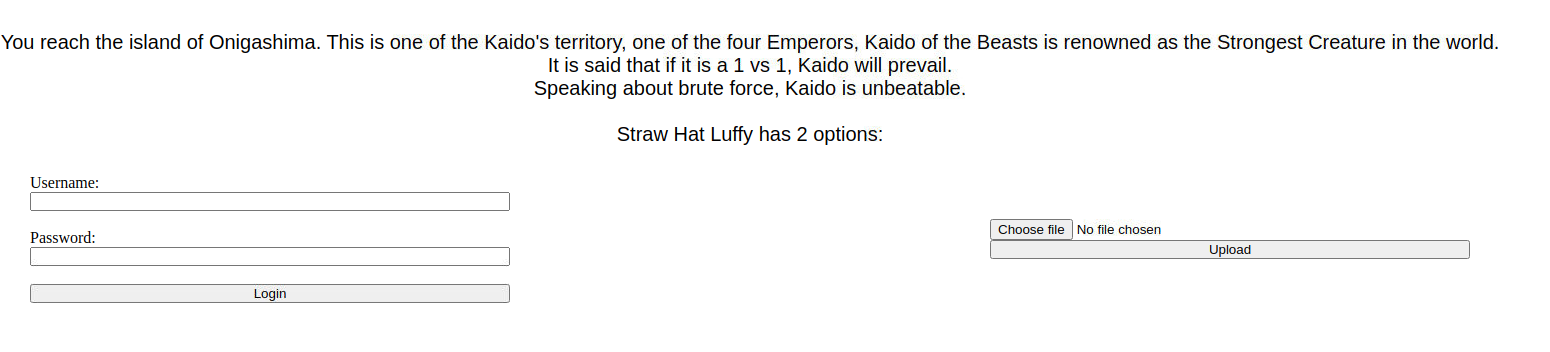 You reach the island of Onigashima. This is one of the Kaido's territory, one of the four Emperors, Kaido of the Beasts is renowned as the Strongest Creature in the world.
It is said that if it is a 1 vs 1, Kaido will prevail.
Speaking about brute force, Kaido is unbeatable.
Straw Hat Luffy has 2 options:
Username:
Password:
Login
Choose file No file chosen
Upload